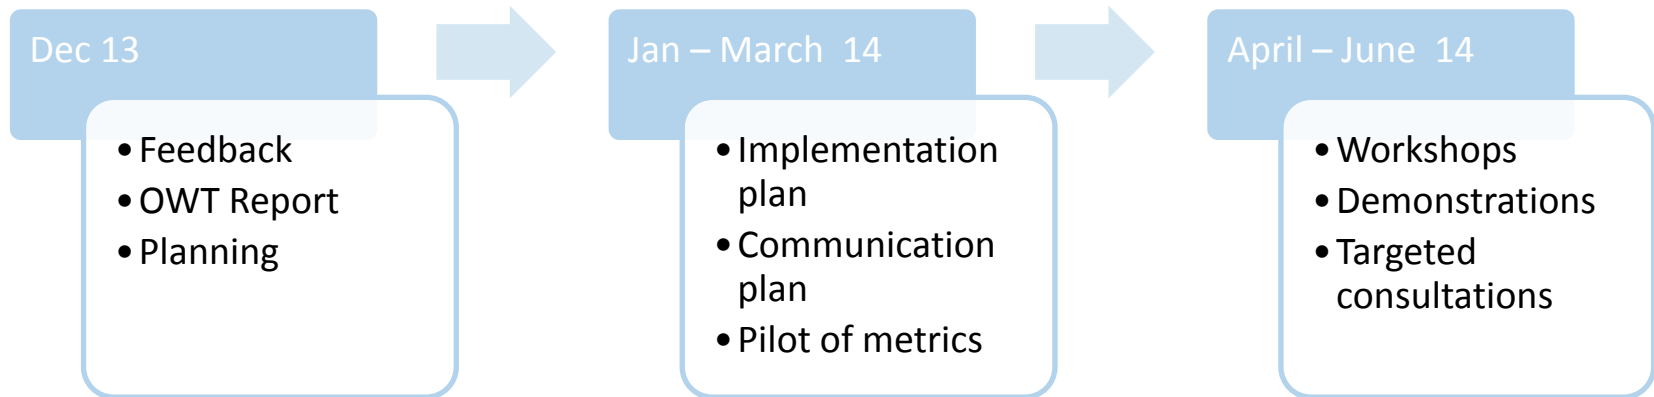 Dec 13
• Feedback
• OWT Report
• Planning
Jan – March 14
• Implementation
plan
• Communication
plan
• Pilot of metrics
April – June 14
• Workshops
• Demonstrations
• Targeted
consultations